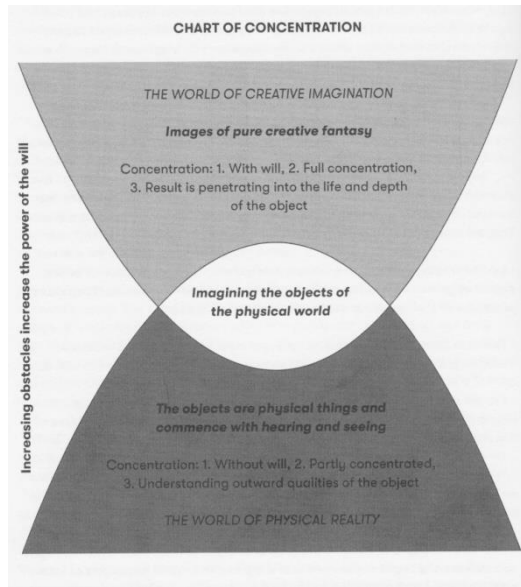 CHART OF CONCENTRATION
THE WORLD OF CREATIVE IMAGINATION
Images of pure creative fantasy
Concentration: 1. With will, 2. Full concentration,
3. Result is penetrating into the life and depth
of the object
Imagining the objects of
the physical world
The objects are physical things and
commence with hearing and seeing
Concentration: 1. Without will, 2. Partly concentrated,
3. Understanding outward qualities of the object
THE WORLD OF PHYSICAL REALITY
Increasing obstacles increase the power of the will